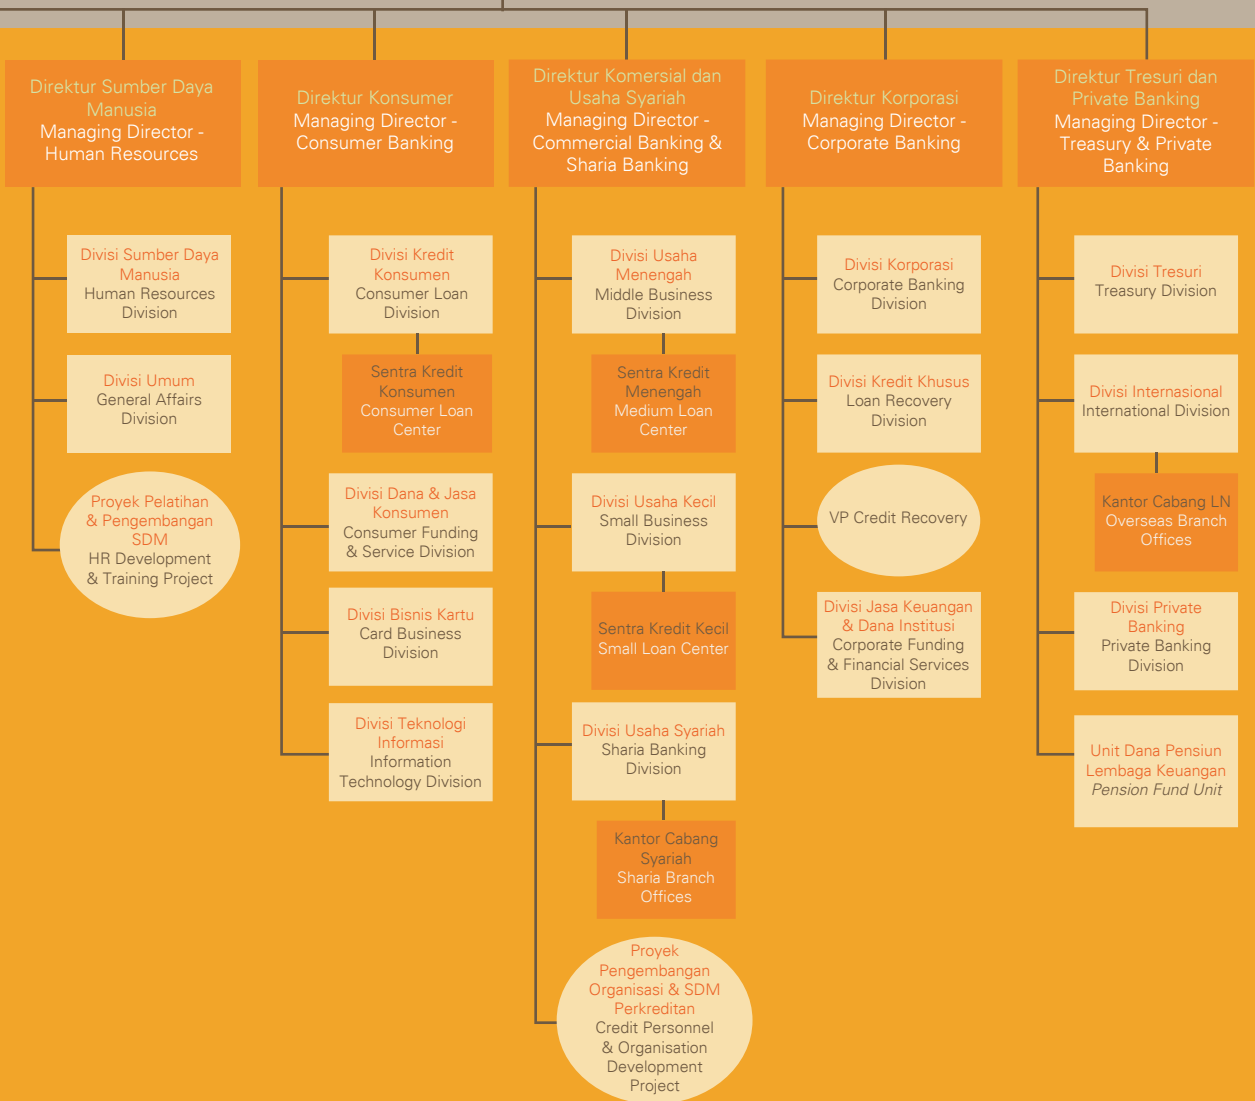 Direktur Sumber Daya
Manusia
Managing Director -
Human Resources
Divisi Sumber Daya
Manusia
Human Resources
Division
Divisi Umum
General Affairs
Division
Proyek Pelatihan
& Pengembangan
SDM
HR Development
& Training Project
Direktur Konsumer
Managing Director -
Consumer Banking
Divisi Kredit
Konsumen
Consumer Loan
Division
Sentra Kredit
Konsumen
Consumer Loan
Center
Divisi Dana & Jasa
Konsumen
Consumer Funding
& Service Division
Divisi Bisnis Kartu
Card Business
Division
Divisi Teknologi
Informasi
Information
Technology Division
Direktur Komersial dan
Usaha Syariah
Managing Director -
Commercial Banking &
Sharia Banking
Divisi Usaha
Menengah
Middle Business
Division
Sentra Kredit
Menengah
Medium Loan
Center
Divisi Usaha Kecil
Small Business
Division
Sentra Kredit Kecil
Small Loan Center
Divisi Usaha Syariah
Sharia Banking
Division
Kantor Cabang
Syariah
Sharia Branch
Offices
Proyek
Pengembangan
Organisasi & SDM
Perkreditan
Credit Personnel
& Organisation
Development
Project
Direktur Korporasi
Managing Director -
Corporate Banking
Divisi Korporasi
Corporate Banking
Division
Divisi Kredit Khusus
Loan Recovery
Division
VP Credit Recovery
Divisi Jasa Keuangan
& Dana Institusi
Corporate Funding
& Financial Services
Division
Direktur Tresuri dan
Private Banking
Managing Director -
Treasury & Private
Banking
Divisi Tresuri
Treasury Division
Divisi Internasional
International Division
Kantor Cabang LN
Overseas Branch
Offices
Divisi Private
Banking
Private Banking
Division
Unit Dana Pensiun
Lembaga Keuangan
Pension Fund Unit